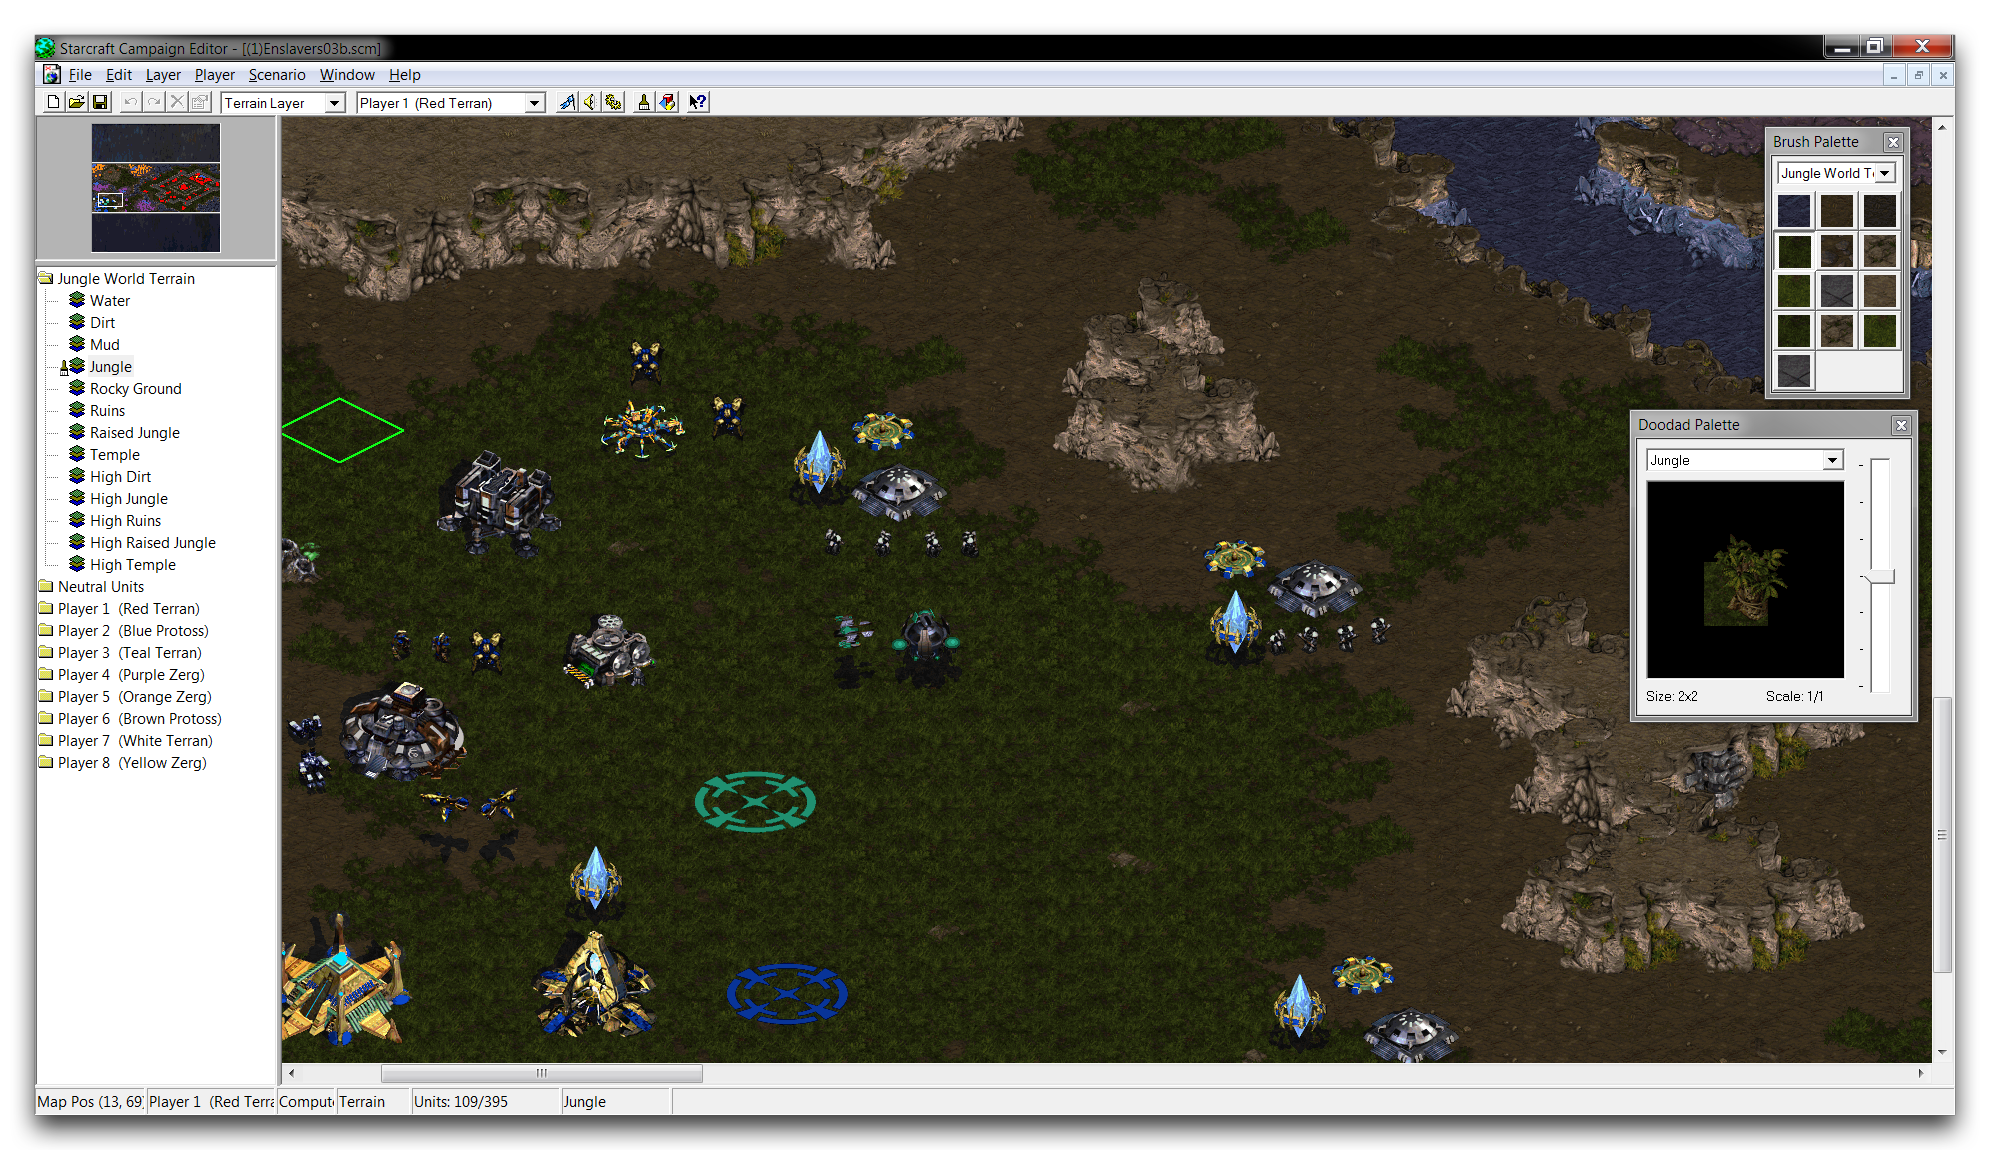 Starcraft Campaign Editor - [(1)Enslavers03b.scm]
File Edit Layer Player Scenario Window Help
Terrain Layer Player 1 (Red Terran)
Jungle World Terrain
Water
Dirt
Mud
Jungle
Rocky Ground
Ruins
Raised Jungle
Temple
High Dirt
High Jungle
High Ruins
High Raised Jungle
High Temple
Neutral Units
Player 1 (Red Terran)
Player 2 (Blue Protoss)
Player 3 (Teal Terran)
Player 4 (Purple Zerg)
Player 5 (Orange Zerg)
Player 6 (Brown Protoss)
Player 7 (White Terran)
Player 8 (Yellow Zerg)
Brush Palette
Jungle World T
Doodad Palette
Jungle
Size: 2x2 Scale: 1/1
Map Pos (13, 69) Player 1 (Red Terra Compute Terrain Units: 109/395 Jungle